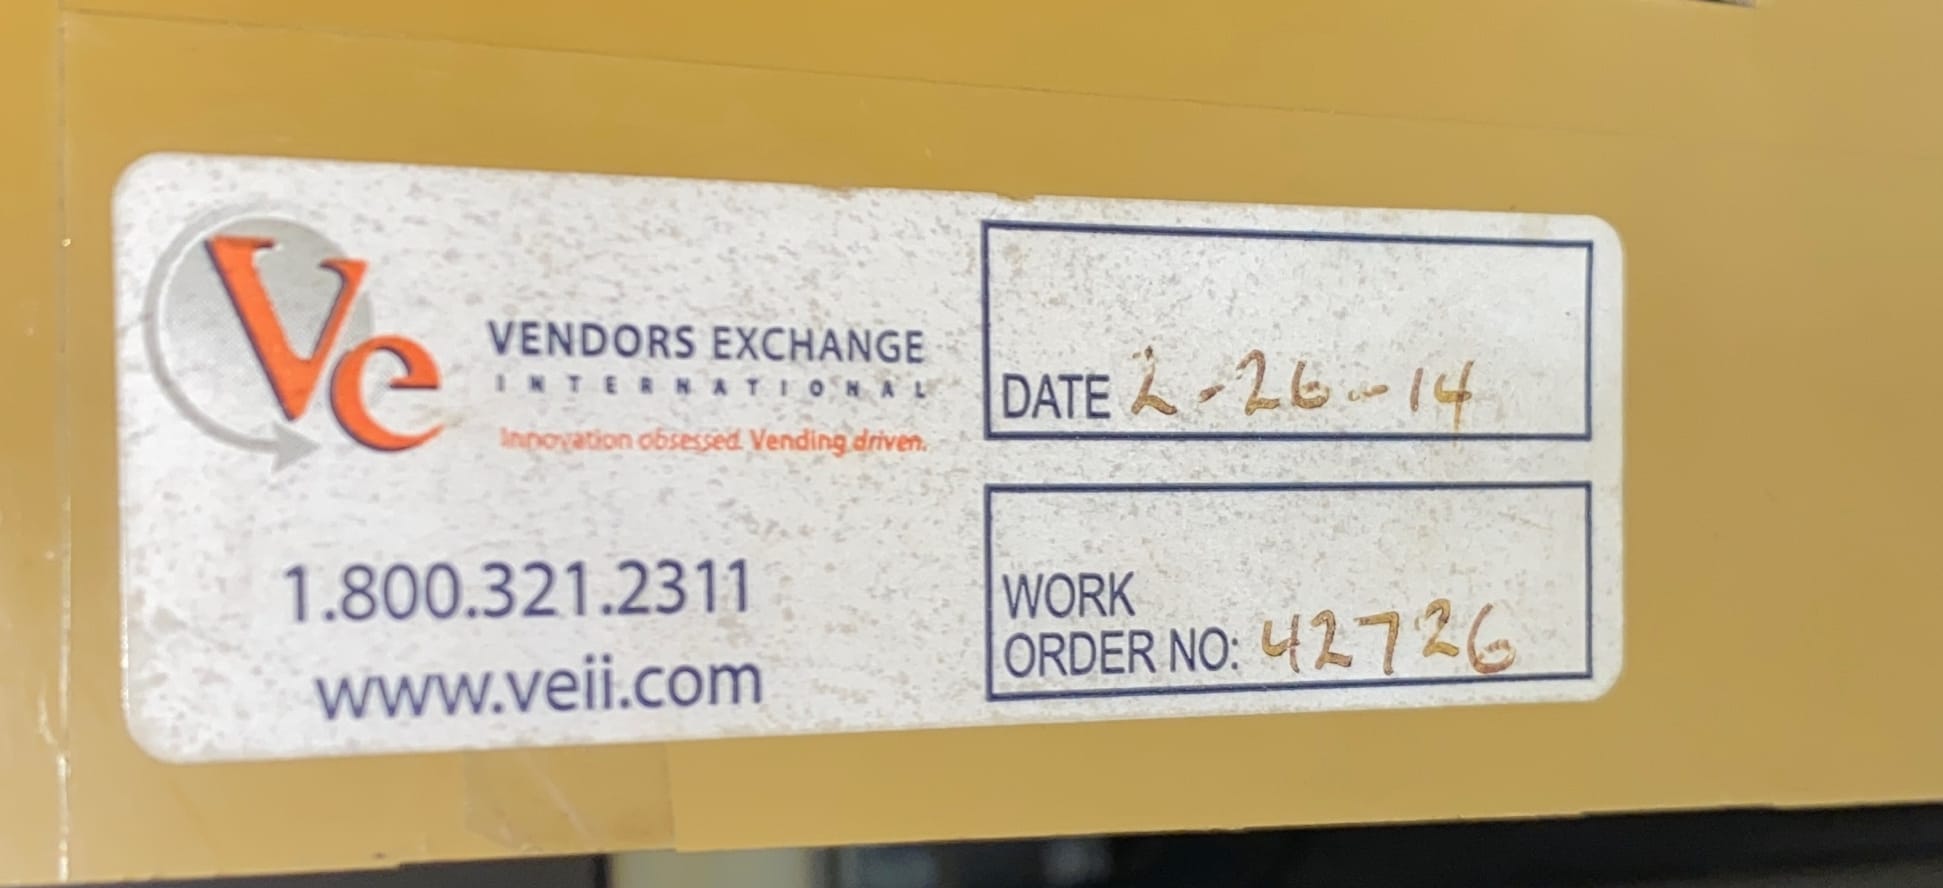 Ve
VENDORS EXCHANGE
INTERNATIONAL
Innovation obsessed. Vending driven.
1.800.321.2311
www.veii.com
DATE 2-26-14
WORK
ORDER NO: 42726